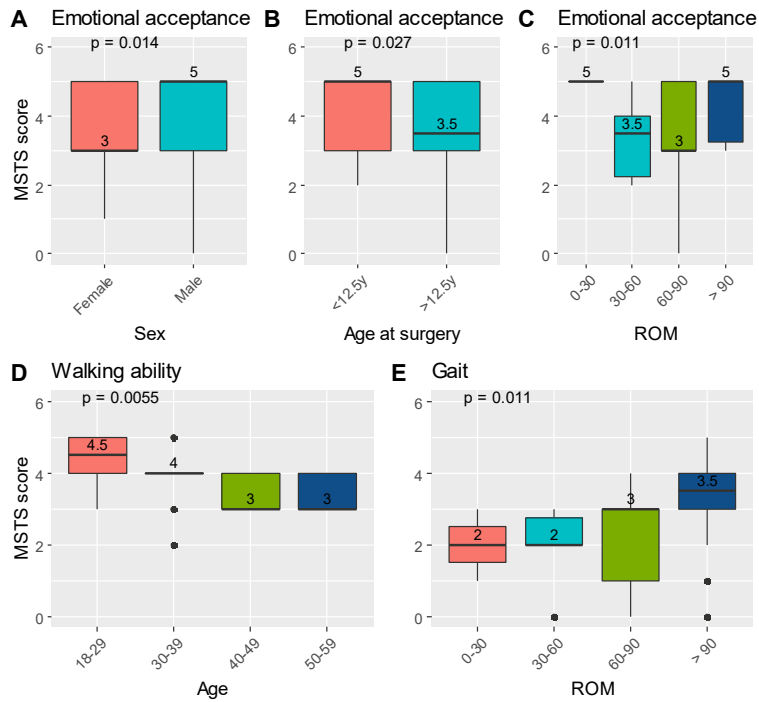 A Emotional acceptance
p = 0.014
MSTS score
6
4
2
0
3
5
Female
Male
Sex
B Emotional acceptance
p = 0.027
6
4
2
0
5
3.5
<12.5y
>12.5y
Age at surgery
C Emotional acceptance
p = 0.011
6
4
2
0
5
3.5
3
5
0-30
30-60
60-90
> 90
ROM
D Walking ability
p = 0.0055
MSTS score
6
4
2
0
4.5
4
3
3
18-29
30-39
40-49
50-59
Age
E Gait
p = 0.011
6
4
2
0
2
2
3
3.5
0-30
30-60
60-90
> 90
ROM